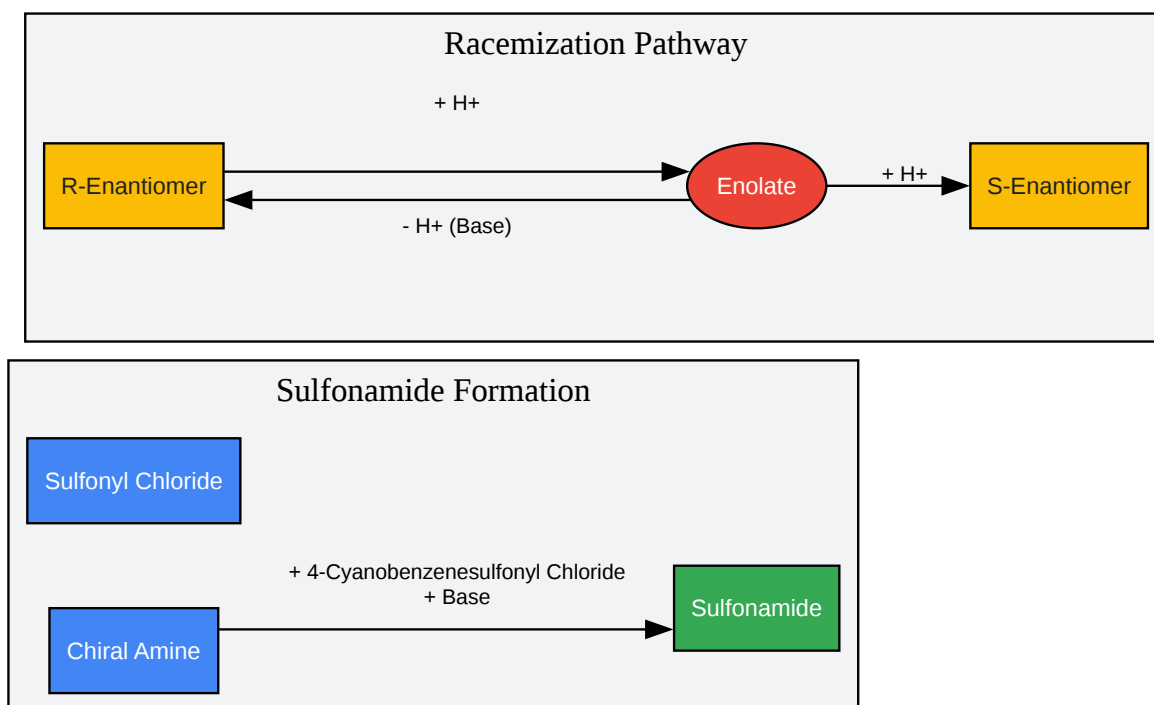 Racemization Pathway
+ H+
R-Enantiomer
Enolate
+ H+
S-Enantiomer
- H+ (Base)
Sulfonamide Formation
Sulfonyl Chloride
+ 4-Cyanobenzenesulfonyl Chloride
+ Base
Sulfonamide
Chiral Amine